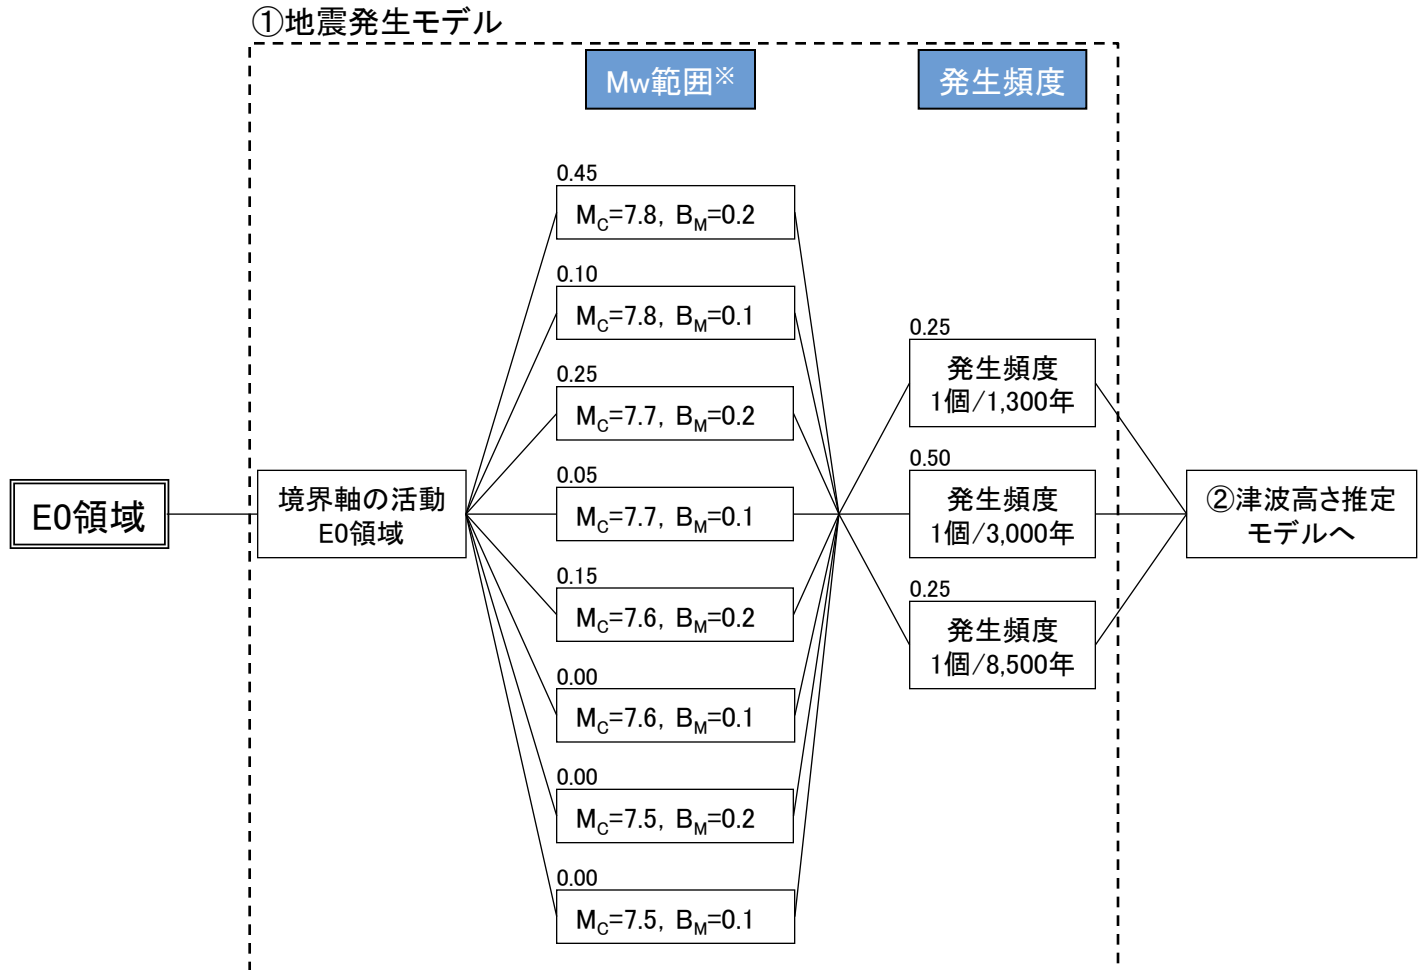 ①地震発生モデル
Mw範囲※
発生頻度
0.45
MC=7.8, BM=0.2
0.10
MC=7.8, BM=0.1
0.25
MC=7.7, BM=0.2
0.05
MC=7.7, BM=0.1
0.15
MC=7.6, BM=0.2
0.00
MC=7.6, BM=0.1
0.00
MC=7.5, BM=0.2
0.00
MC=7.5, BM=0.1
E0領域
境界軸の活動
E0領域
0.25
発生頻度
1個/1,300年
0.50
発生頻度
1個/3,000年
0.25
発生頻度
1個/8,500年
②津波高さ推定
モデルへ